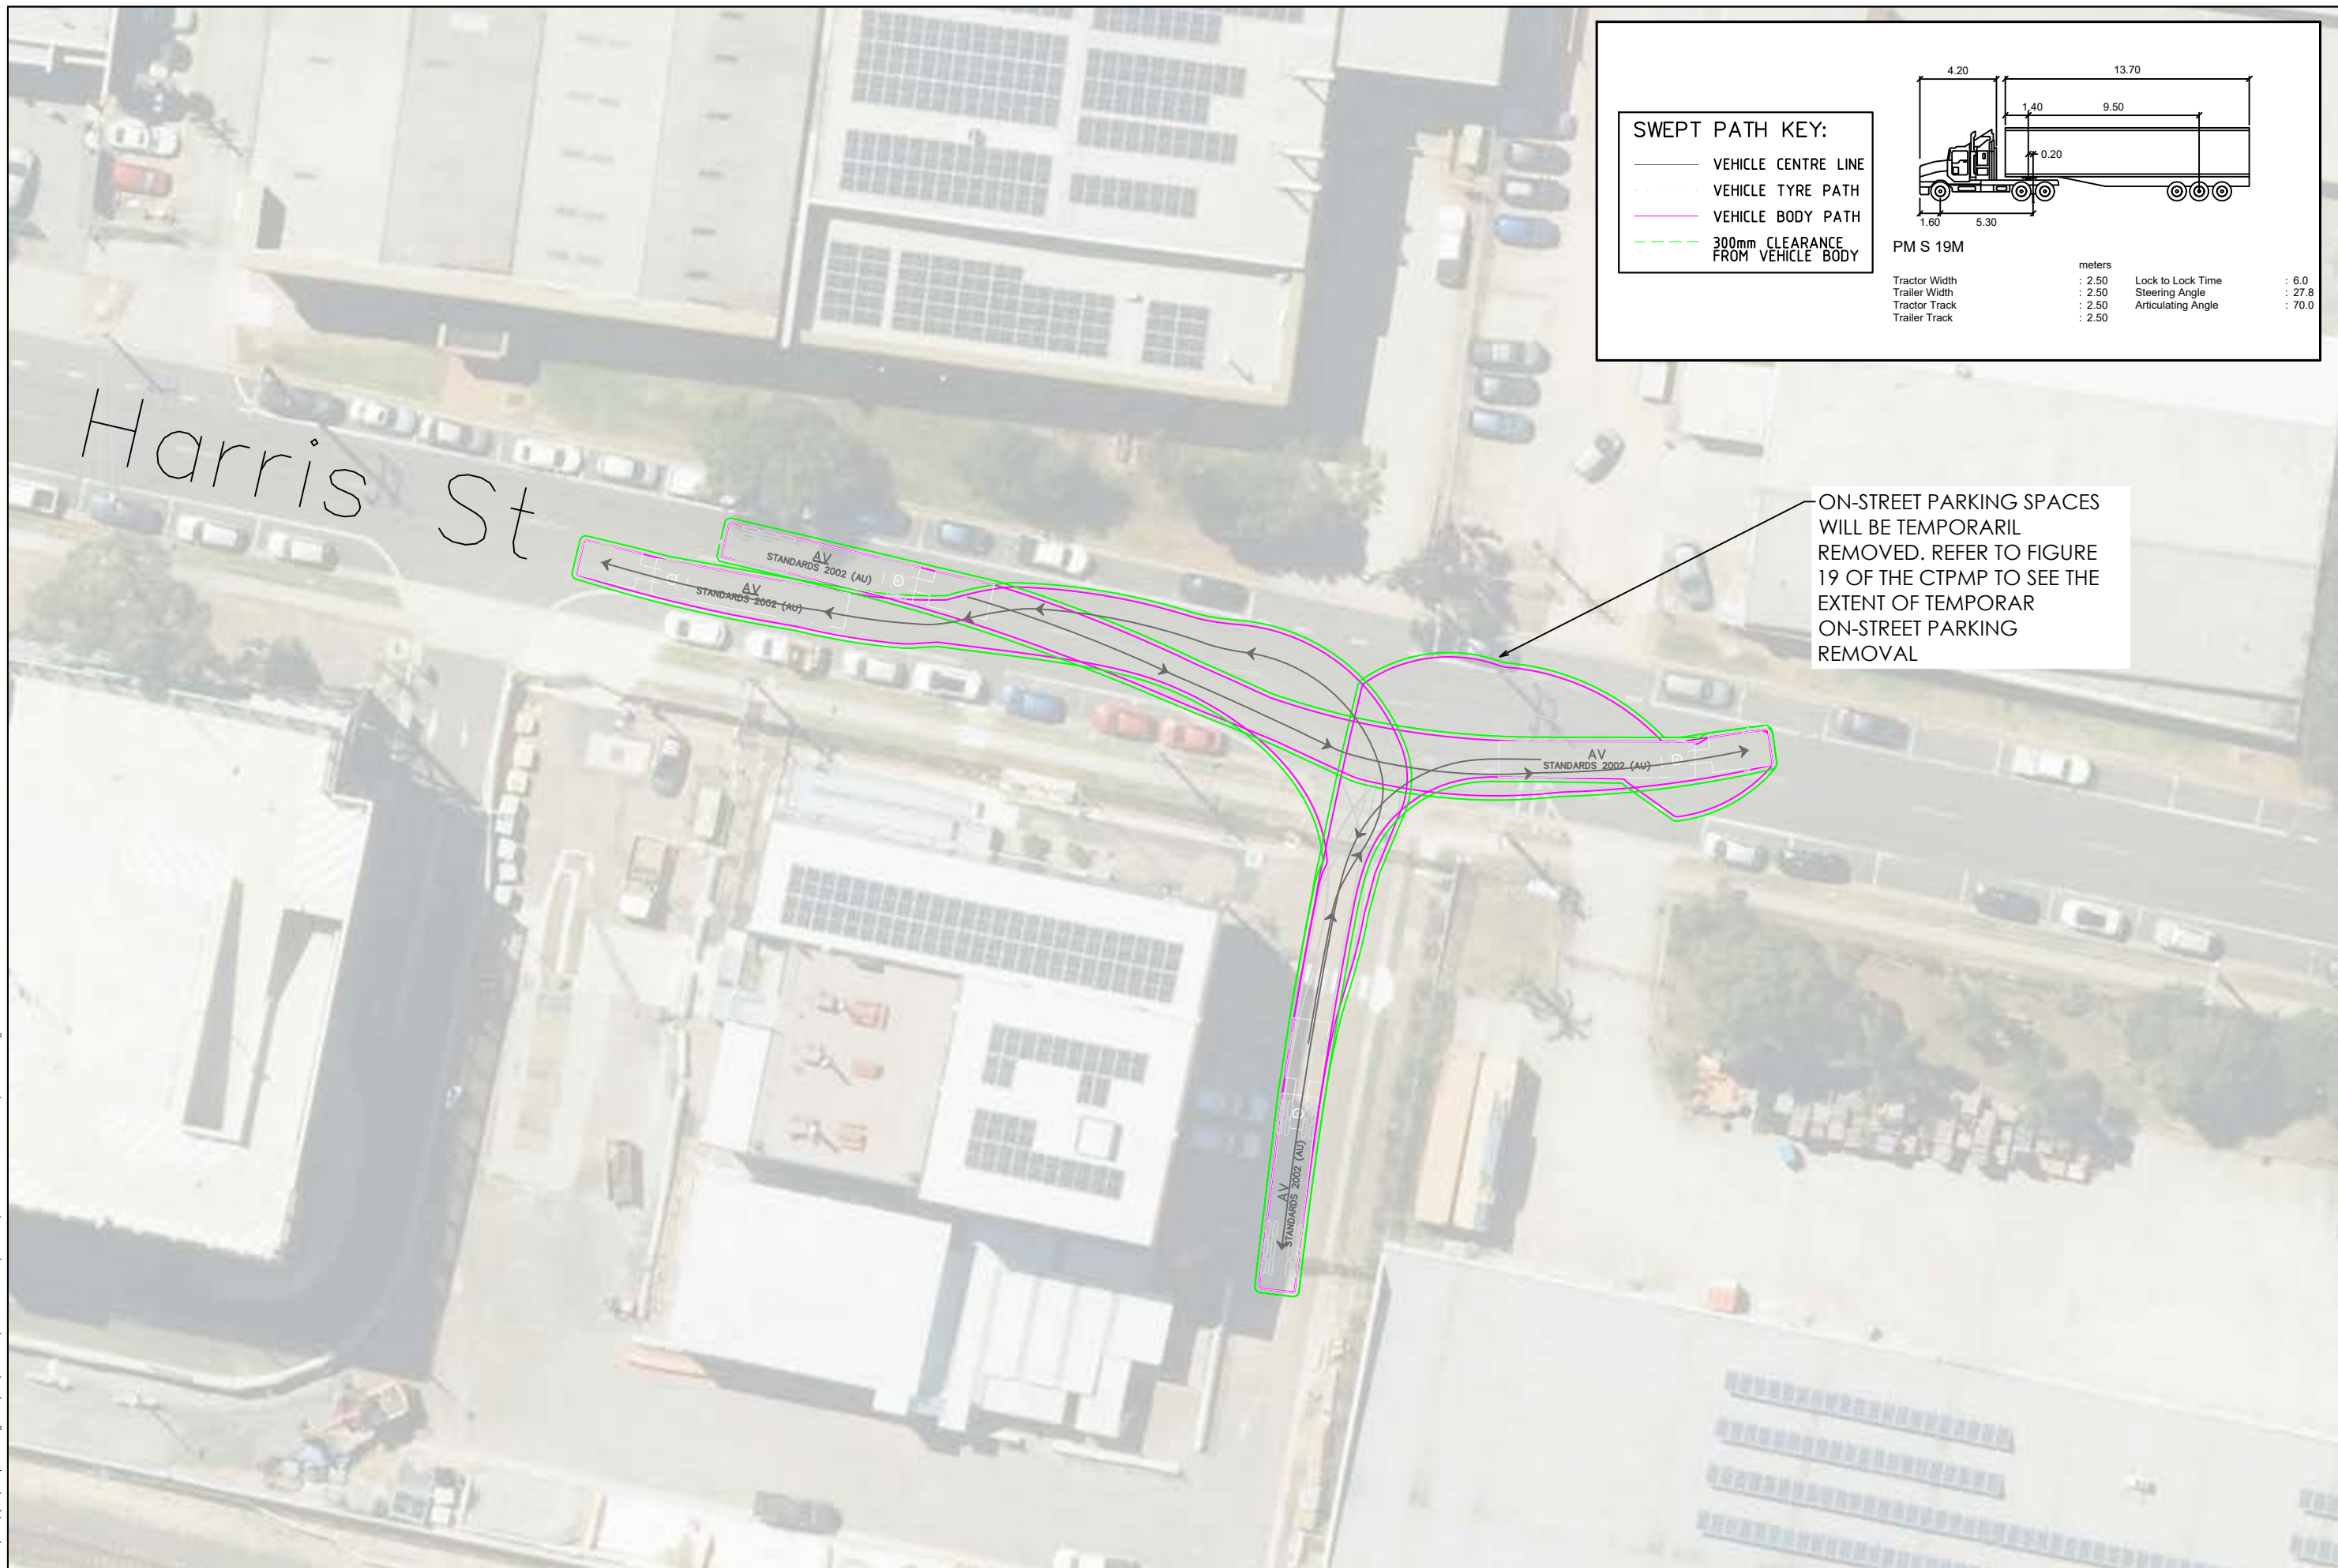 Harris St
SWEPT PATH KEY:
VEHICLE CENTRE LINE
VEHICLE TYRE PATH
VEHICLE BODY PATH
300mm CLEARANCE
FROM VEHICLE BODY
4.20
13.70
1.40
9.50
0.20
1.60
5.30
PM S 19M
meters
Tractor Width : 2.50 Lock to Lock Time : 6.0
Trailer Width : 2.50 Steering Angle : 27.8
Tractor Track : 2.50 Articulating Angle : 70.0
Trailer Track : 2.50
ON-STREET PARKING SPACES
WILL BE TEMPORARIL
REMOVED. REFER TO FIGURE
19 OF THE CTPMP TO SEE THE
EXTENT OF TEMPORAR
ON-STREET PARKING
REMOVAL
AV
STANDARDS 2002 (AU)
AV
STANDARDS 2002 (AU)
AV
STANDARDS 2002 (AU)
AV
STANDARDS 2002 (AU)